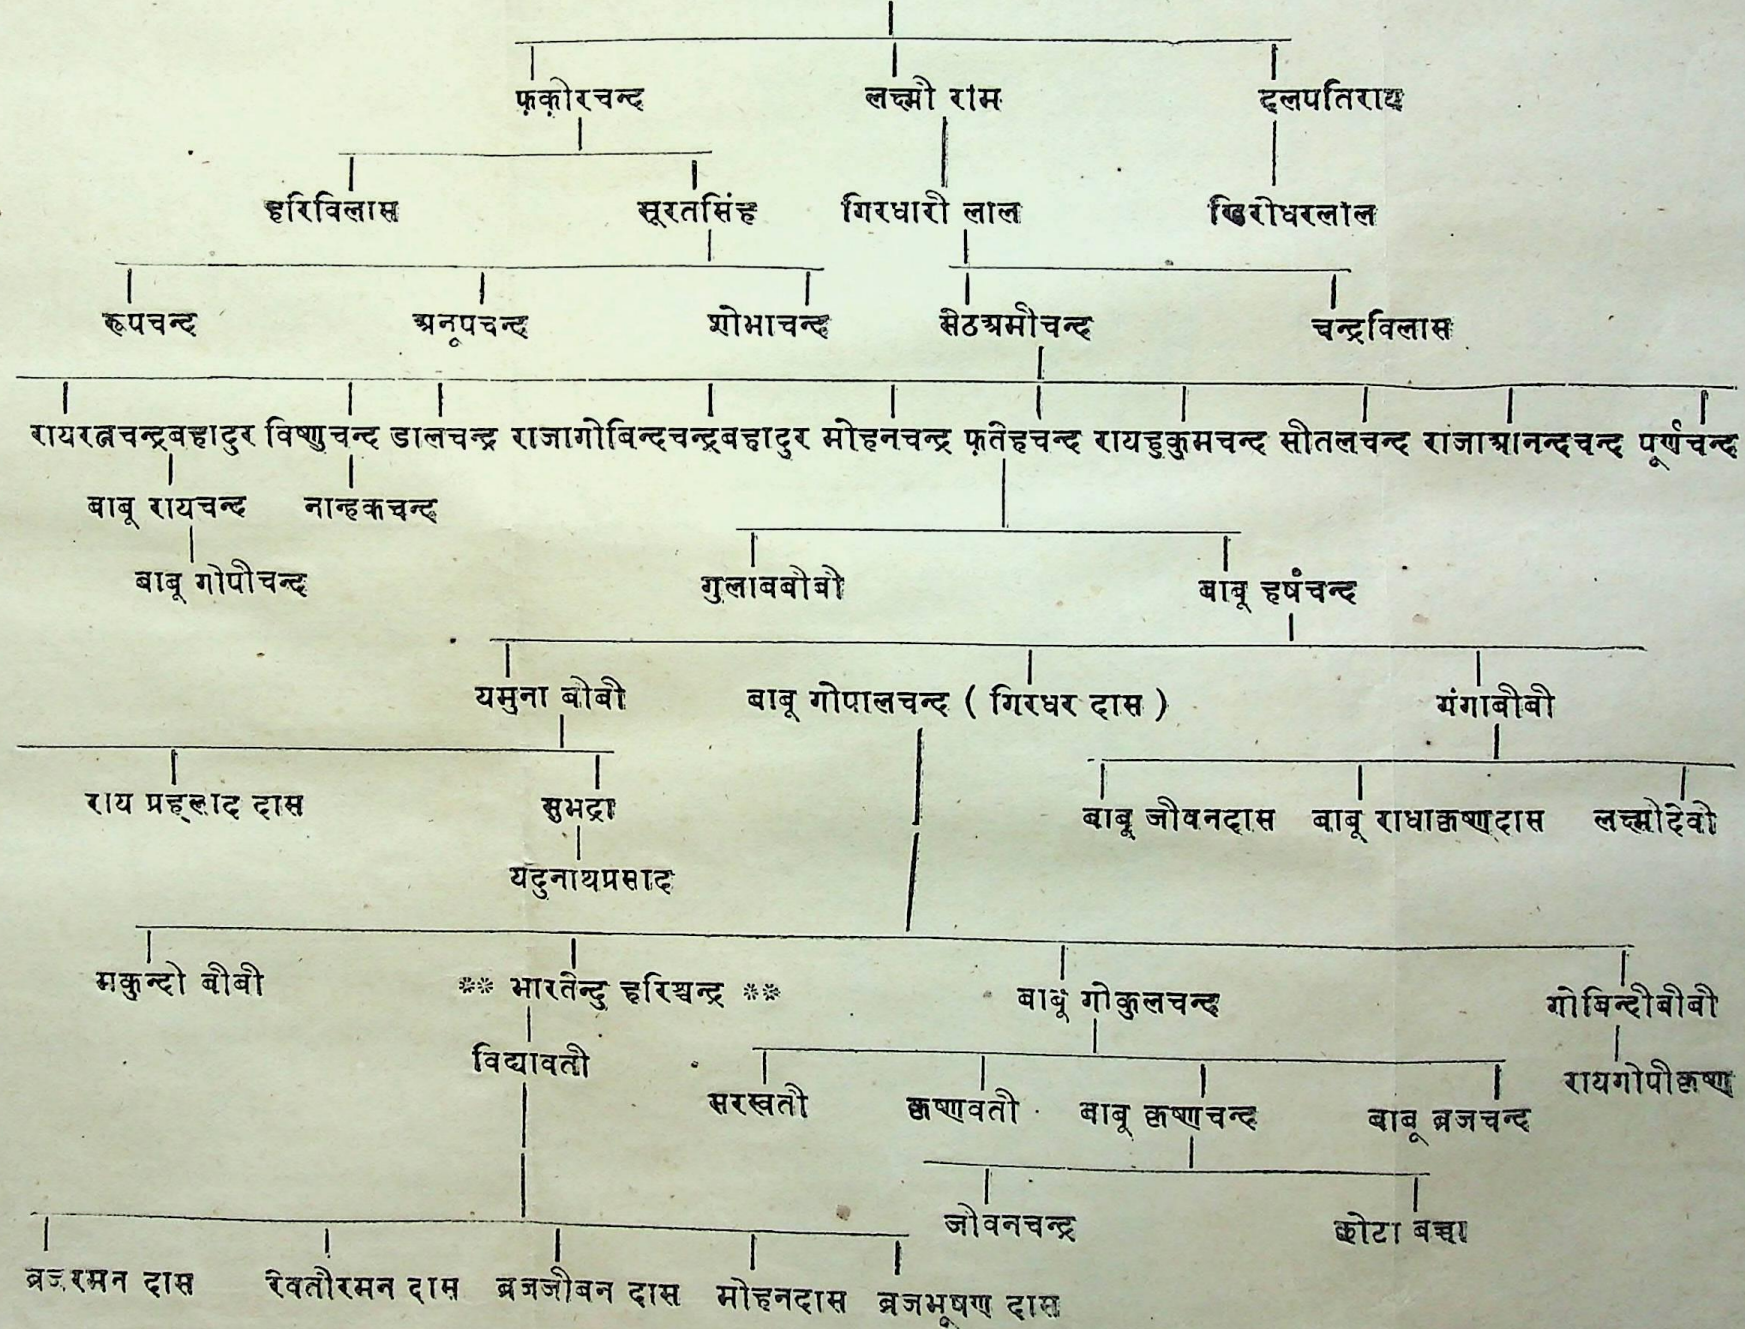 फ़क़ीरचन्द लक्ष्मी राम दलपतिराय
हरिविलास सूरतसिंह गिरधारी लाल खिरीधरलाल
रूपचन्द अनूपचन्द शोभाचन्द सेठअमीचन्द चन्द्रविलास
रायरत्नचन्द्रबहादुर विष्णुचन्द डालचन्द्र राजागोबिन्दचन्द्रबहादुर मोहनचन्द्र फ़तेहचन्द रायहुकुमचन्द सीतलचन्द राजाआनन्दचन्द पूर्णचन्द
बाबू रायचन्द नान्हकचन्द
बाबू गोपीचन्द गुलाबबीबी बाबू हर्षचन्द
यमुना बीबी बाबू गोपालचन्द ( गिरधर दास ) गंगाबीबी
राय प्रह्लाद दास सुभद्रा बाबू जीवनदास बाबू राधाकृष्णदास लक्ष्मीदेवी
यदुनाथप्रसाद
मकुन्दी बीबी ** भारतेन्दु हरिश्चन्द्र ** बाबू गोकुलचन्द गोबिन्दीबीबी
विद्यावती सरस्वती कृष्णवती बाबू कृष्णचन्द बाबू ब्रजचन्द रायगोपीकृष्ण
जीवनचन्द्र छोटा बच्चा
ब्रजरमन दास रेवतीरमन दास ब्रजजीबन दास मोहनदास ब्रजभूषण दास